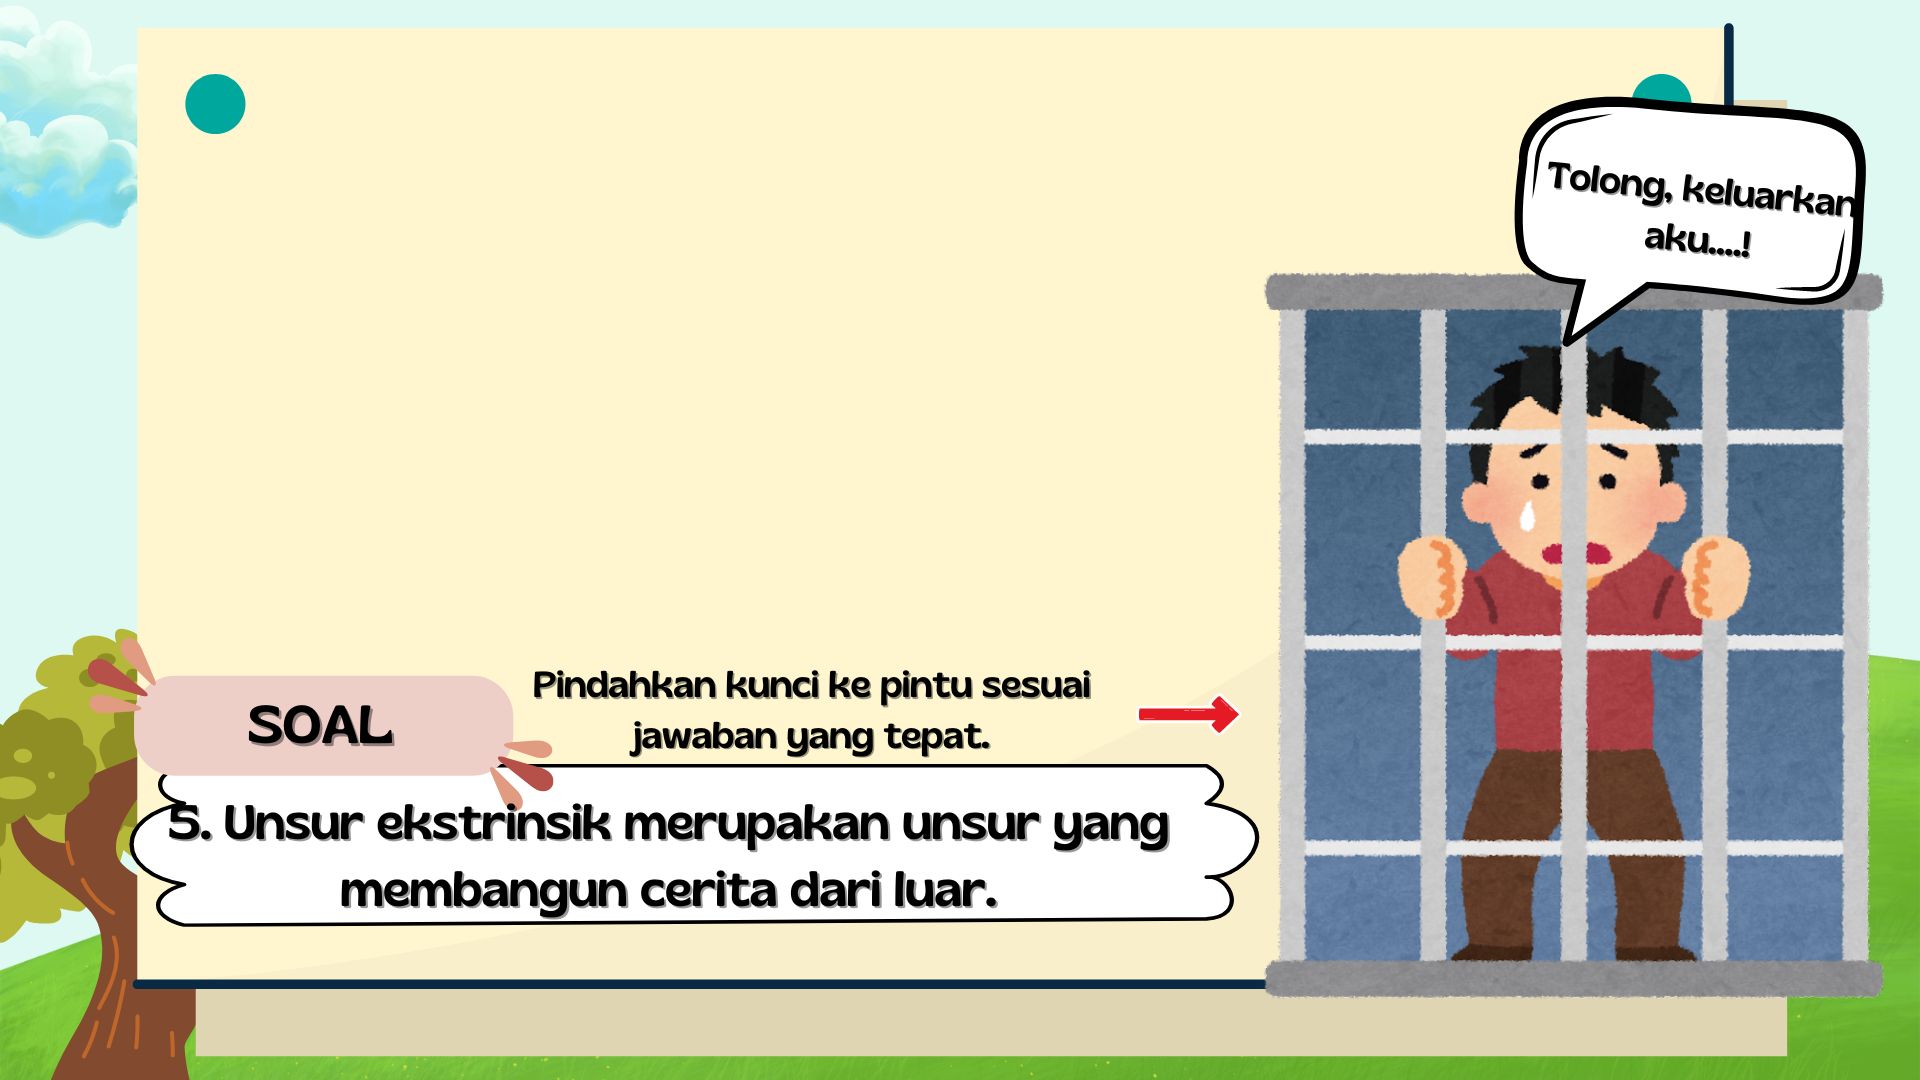 Tolong, keluarkan
aku....!
SOAL
Pindahkan kunci ke pintu sesuai
jawaban yang tepat.
5. Unsur ekstrinsik merupakan unsur yang
membangun cerita dari luar.